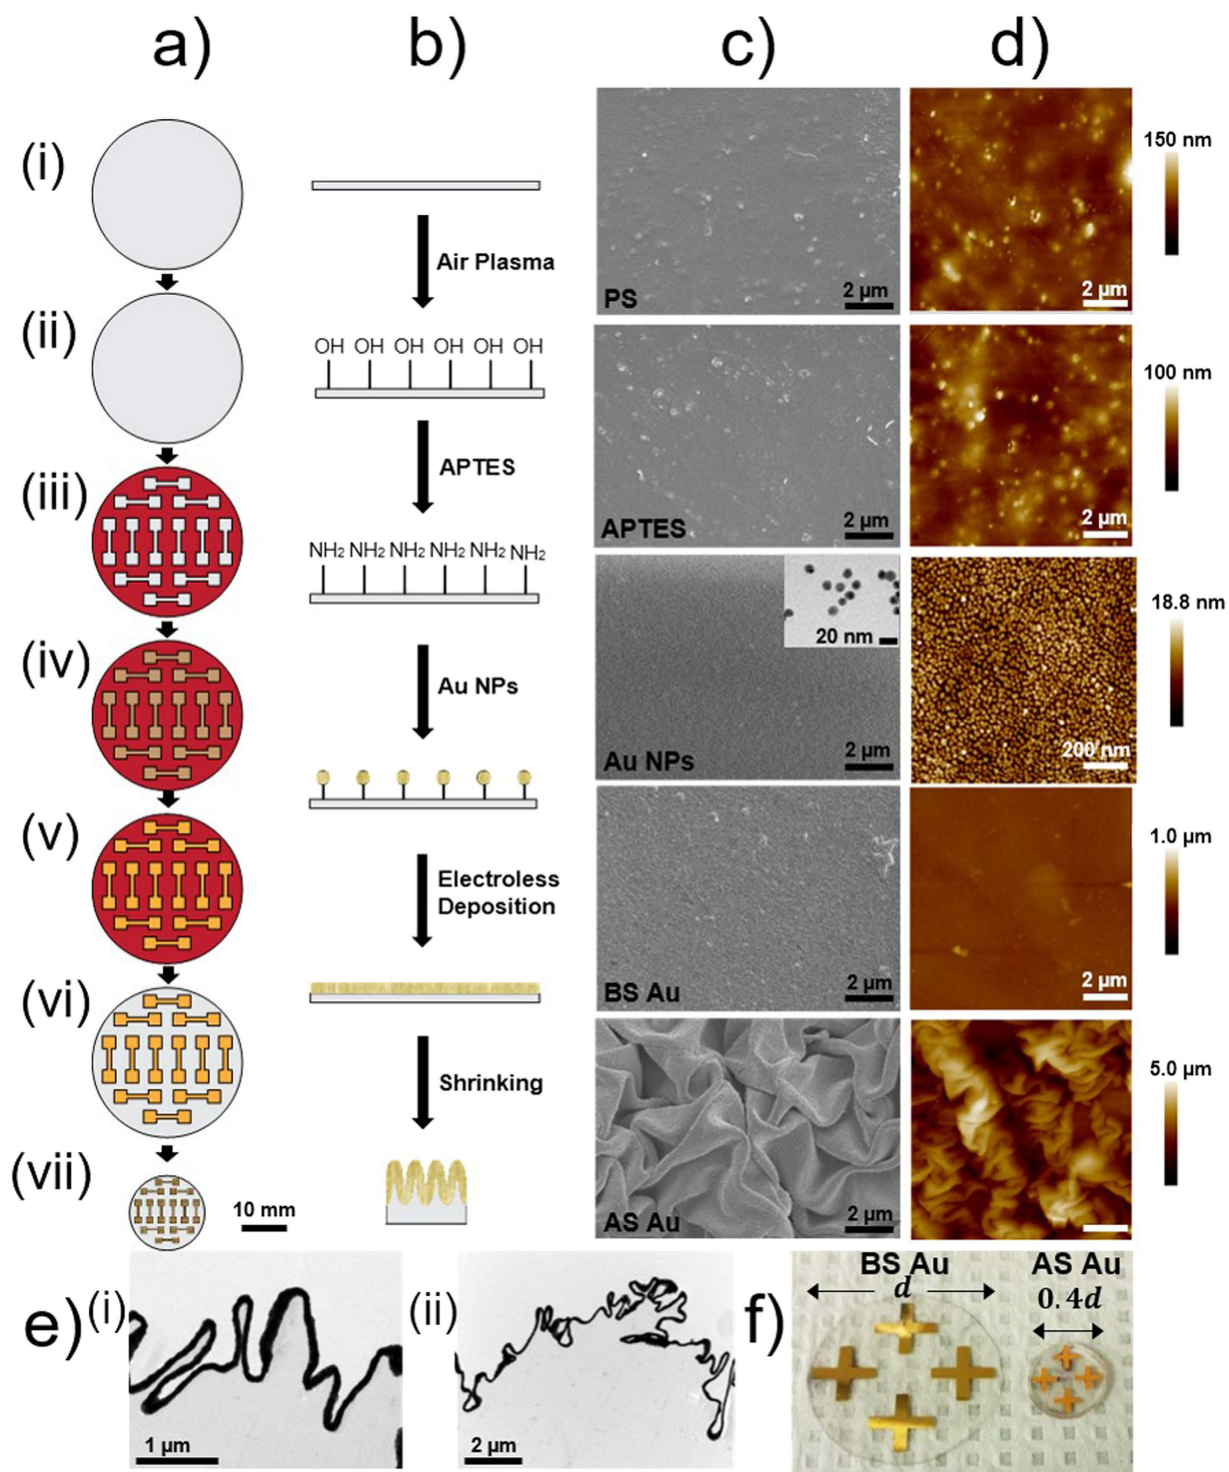 a)
b)
c)
d)
(i)
Air Plasma
PS
2 µm
2 µm
150 nm
(ii)
OH OH OH OH OH OH
APTES
APTES
2 µm
2 µm
100 nm
(iii)
NH2 NH2 NH2 NH2 NH2 NH2
Au NPs
20 nm
Au NPs
2 µm
200 nm
18.8 nm
(iv)
(v)
Electroless
Deposition
BS Au
2 µm
2 µm
1.0 µm
(vi)
Shrinking
AS Au
2 µm
5.0 µm
(vii)
10 mm
e)
(i)
1 µm
(ii)
2 µm
f)
BS Au
d
AS Au
0.4d